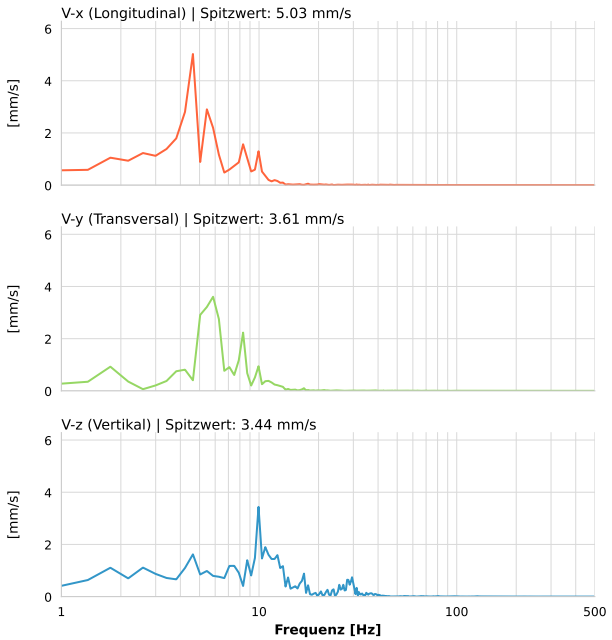 V-x (Longitudinal) | Spitzwert: 5.03 mm/s
6
4
2
0
[mm/s]
V-y (Transversal) | Spitzwert: 3.61 mm/s
6
4
2
0
[mm/s]
V-z (Vertikal) | Spitzwert: 3.44 mm/s
6
4
2
0
[mm/s]
1 10 100 500
Frequenz [Hz]